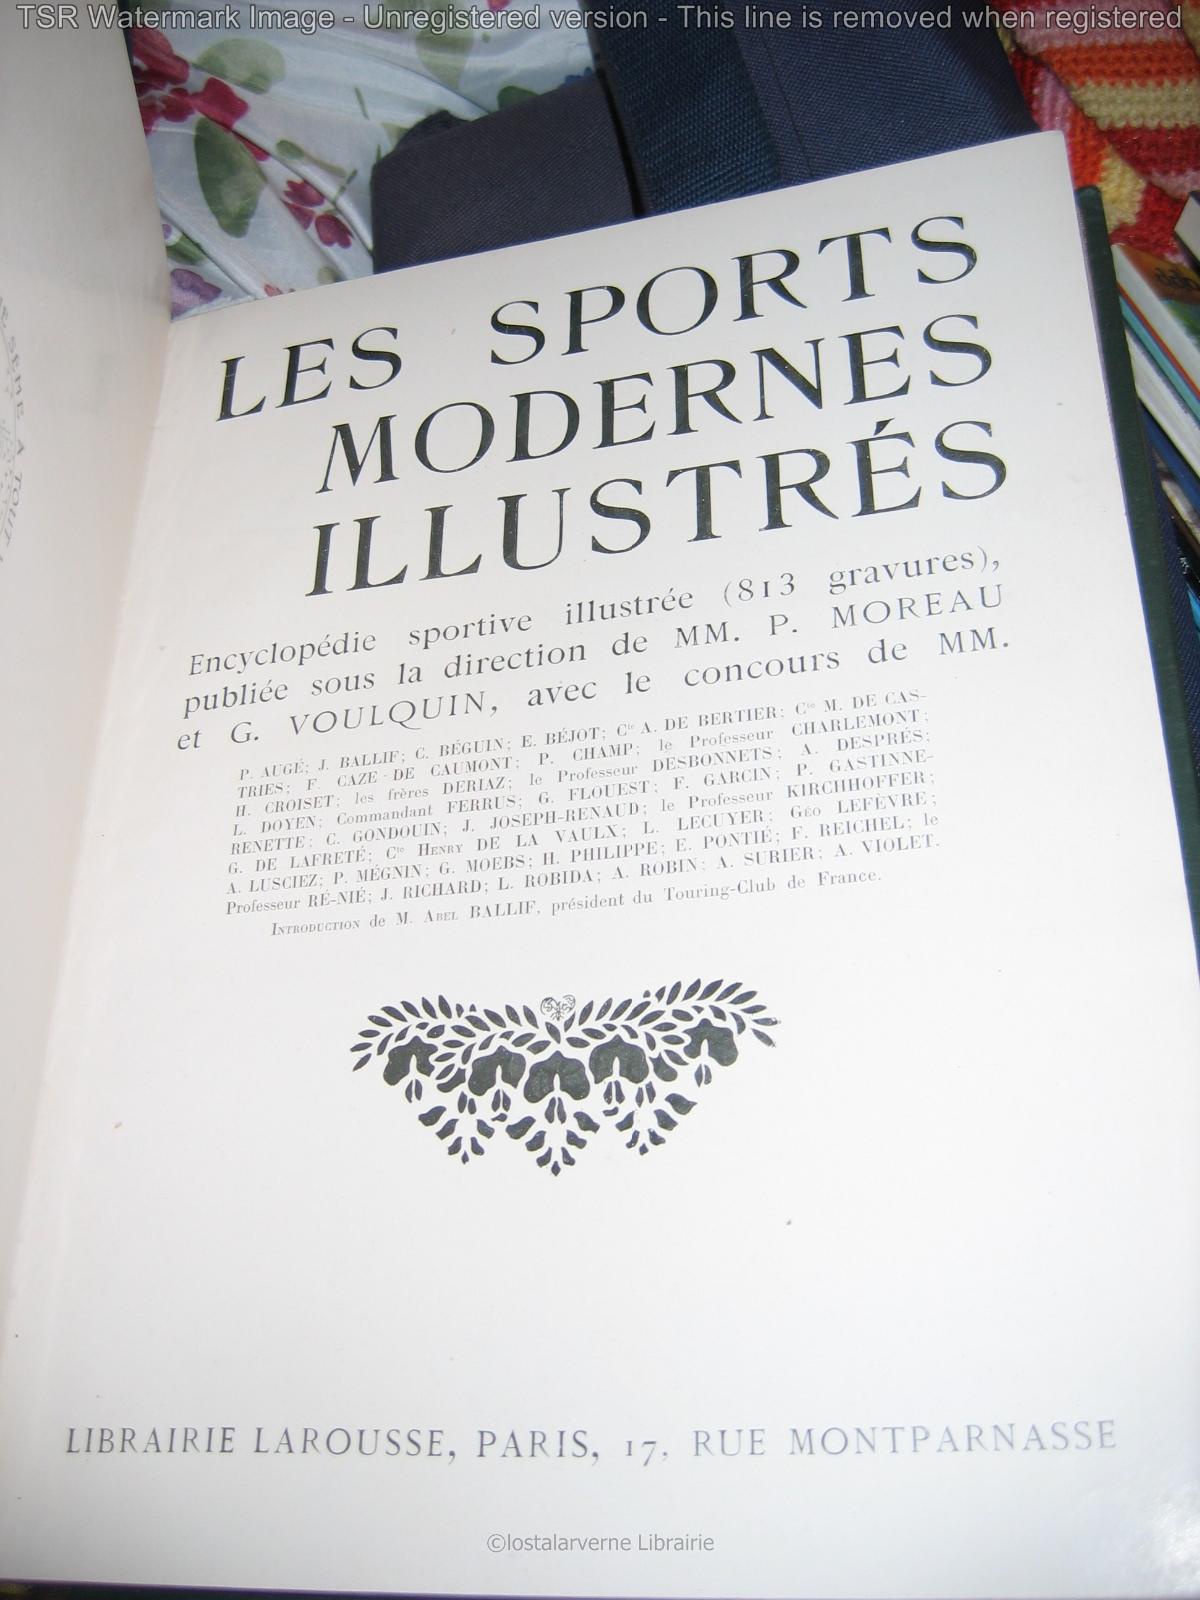 TSR Watermark Image - Unregistered version - This line is removed when registered
SÈME A TOUT
LES SPORTS
MODERNES
ILLUSTRÉS
Encyclopédie sportive illustrée (813 gravures),
publiée sous la direction de MM. P. MOREAU
et G. VOULQUIN, avec le concours de MM.
P. AUGÉ; J. BALLIF; C. BÉGUIN; E. BÉJOT; Cte A. DE BERTIER; Cte M. DE CAS-
TRIES; F. CAZE DE CAUMONT; P. CHAMP; le Professeur CHARLEMONT;
H. CROISET; les frères DERIAZ; le Professeur DESBONNETS; A. DESPRÉS;
L. DOYEN; Commandant FERRUS; G. FLOUEST; F. GARCIN; P. GASTINNE-
RENETTE; C. GONDOUIN; J. JOSEPH-RENAUD; le Professeur KIRCHHOFFER;
G. DE LAFRETÉ; Cte HENRY DE LA VAULX; L. LECUYER; GÉO LEFÈVRE;
A. LUSCIEZ; P. MÉGNIN; G. MOEBS; H. PHILIPPE; E. PONTIÉ; F. REICHEL; le
Professeur RÉ-NIÉ; J. RICHARD; L. ROBIDA; A. ROBIN; A. SURIER; A. VIOLET.
INTRODUCTION de M. ABEL BALLIF, président du Touring-Club de France.
LIBRAIRIE LAROUSSE, PARIS, 17, RUE MONTPARNASSE
©lostalarverne Librairie